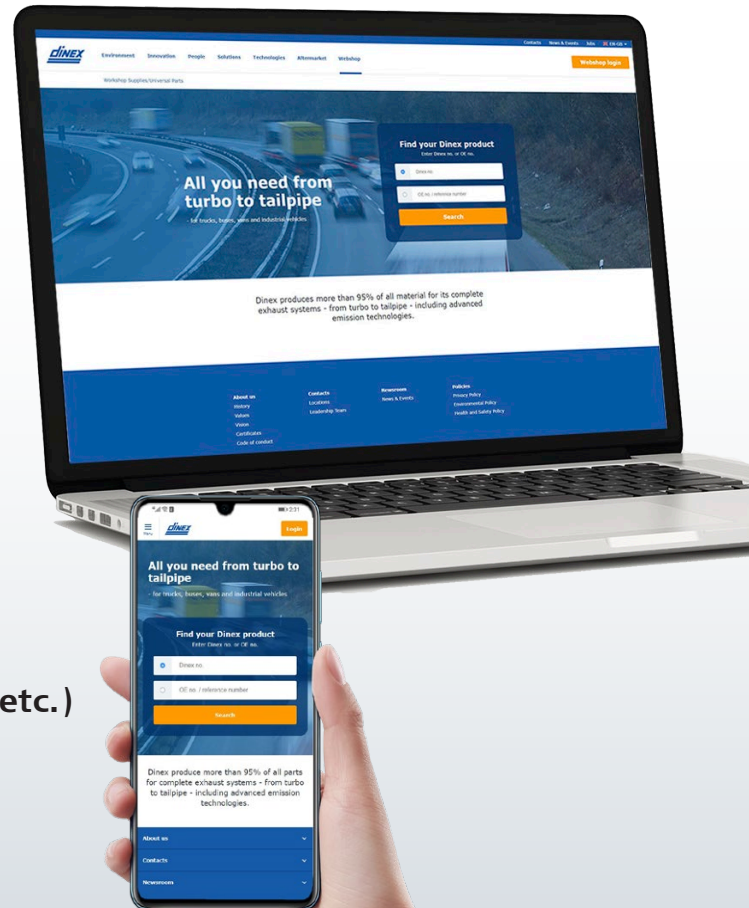 Contacts News & Events Jobs EN-GB
dinex
Environment Innovation People Solutions Technologies Aftermarket Webshop
Webshop login
Workshop Supplies/Universal Parts
All you need from
turbo to tailpipe
- for trucks, buses, vans and industrial vehicles
Find your Dinex product
Enter Dinex no. or OE no.
Dinex no.
OE no. / reference number
Search
Dinex produces more than 95% of all material for its complete
exhaust systems - from turbo to tailpipe - including advanced
emission technologies.
About us
History
Values
Vision
Certificates
Code of conduct
Contacts
Locations
Leadership Team
Newsroom
News & Events
Policies
Privacy Policy
Environmental Policy
Health and Safety Policy
etc.)
Menu
dinex
Login
All you need from turbo to
tailpipe
- for trucks, buses, vans and industrial vehicles
Find your Dinex product
Enter Dinex no. or OE no.
Dinex no.
OE no. / reference number
Search
Dinex produce more than 95% of all parts
for complete exhaust systems - from turbo
to tailpipe - including advanced emission
technologies.
About us
Contacts
Newsroom